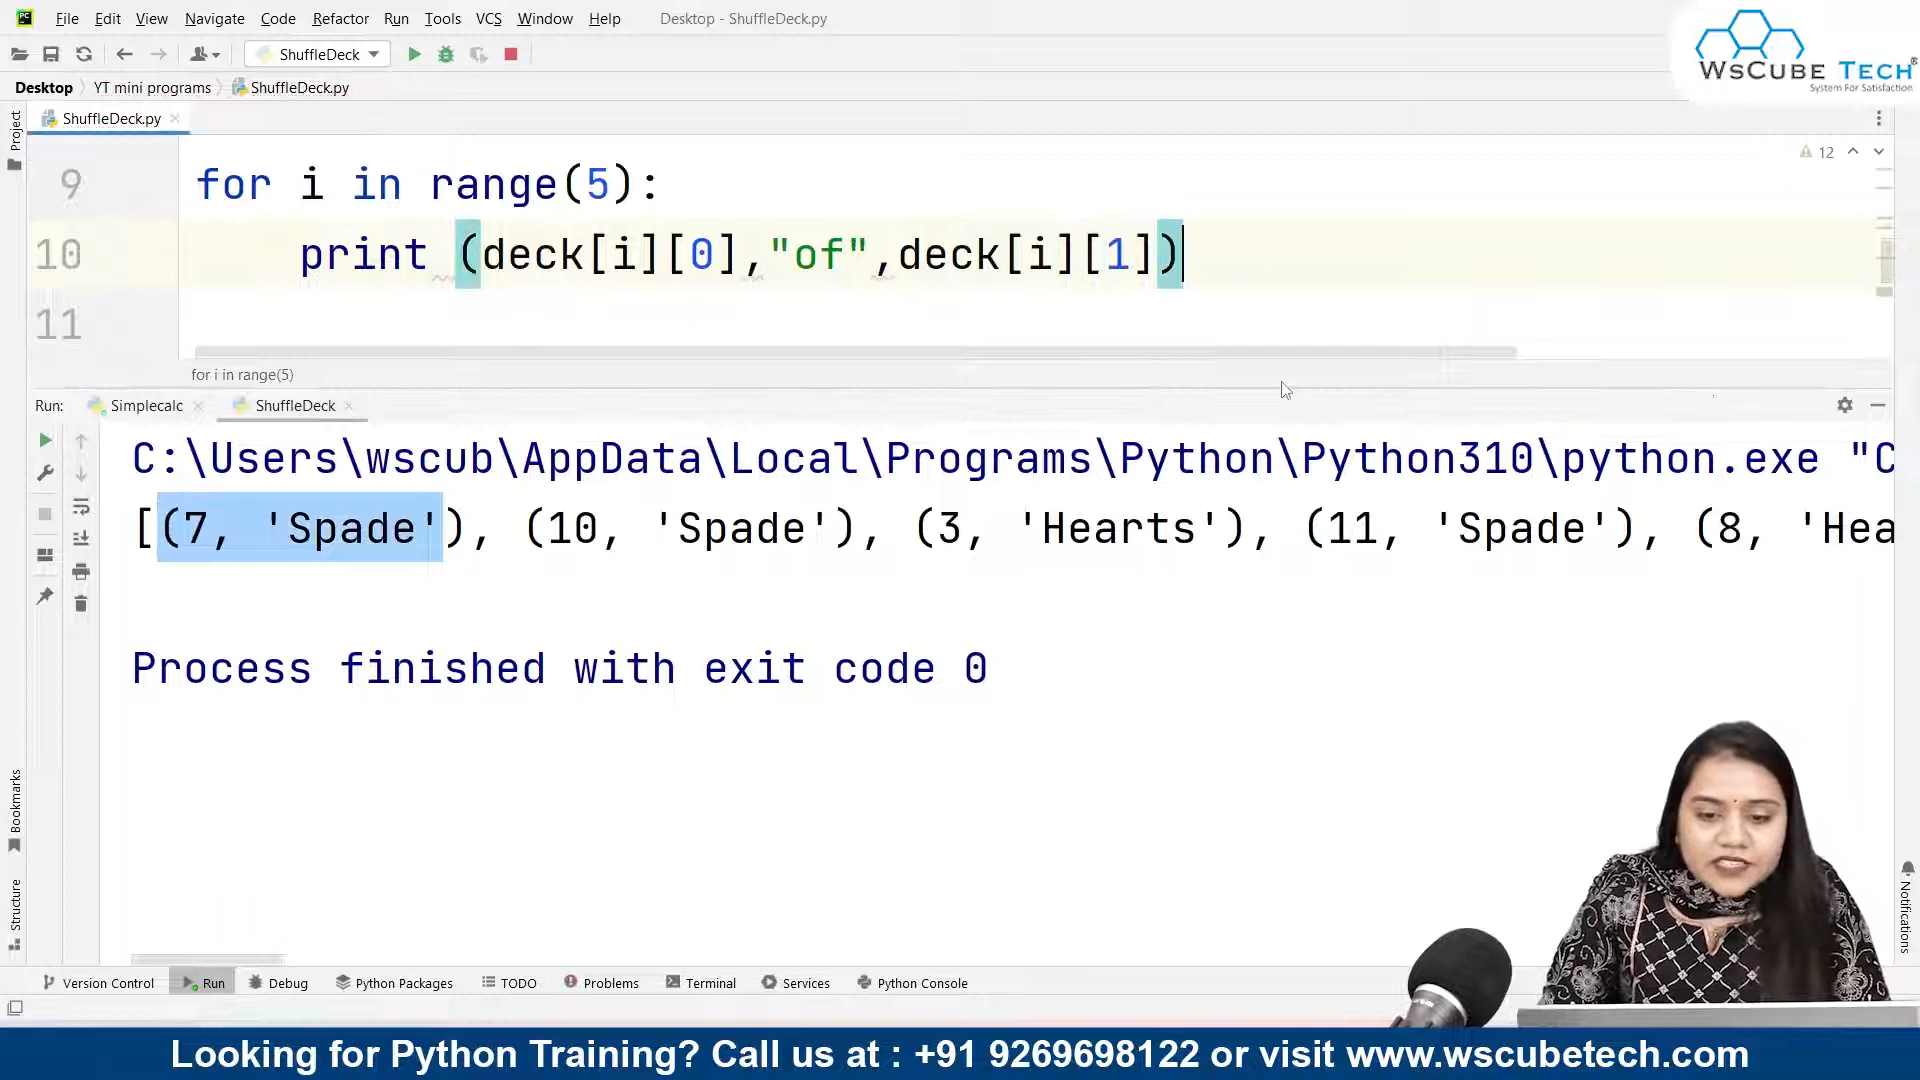 File Edit View Navigate Code Refactor Run Tools VCS Window Help Desktop - ShuffleDeck.py
ShuffleDeck
WsCube Tech®
System For Satisfaction
Desktop YT mini programs ShuffleDeck.py
Project
ShuffleDeck.py
12
9 for i in range(5):
10 print (deck[i][0],"of",deck[i][1])
11
for i in range(5)
Run: Simplecalc ShuffleDeck
C:\Users\wscub\AppData\Local\Programs\Python\Python310\python.exe "C
[(7, 'Spade'), (10, 'Spade'), (3, 'Hearts'), (11, 'Spade'), (8, 'Hea
Process finished with exit code 0
Bookmarks
Structure
Notifications
Version Control Run Debug Python Packages TODO Problems Terminal Services Python Console
Looking for Python Training? Call us at : +91 9269698122 or visit www.wscubetech.com